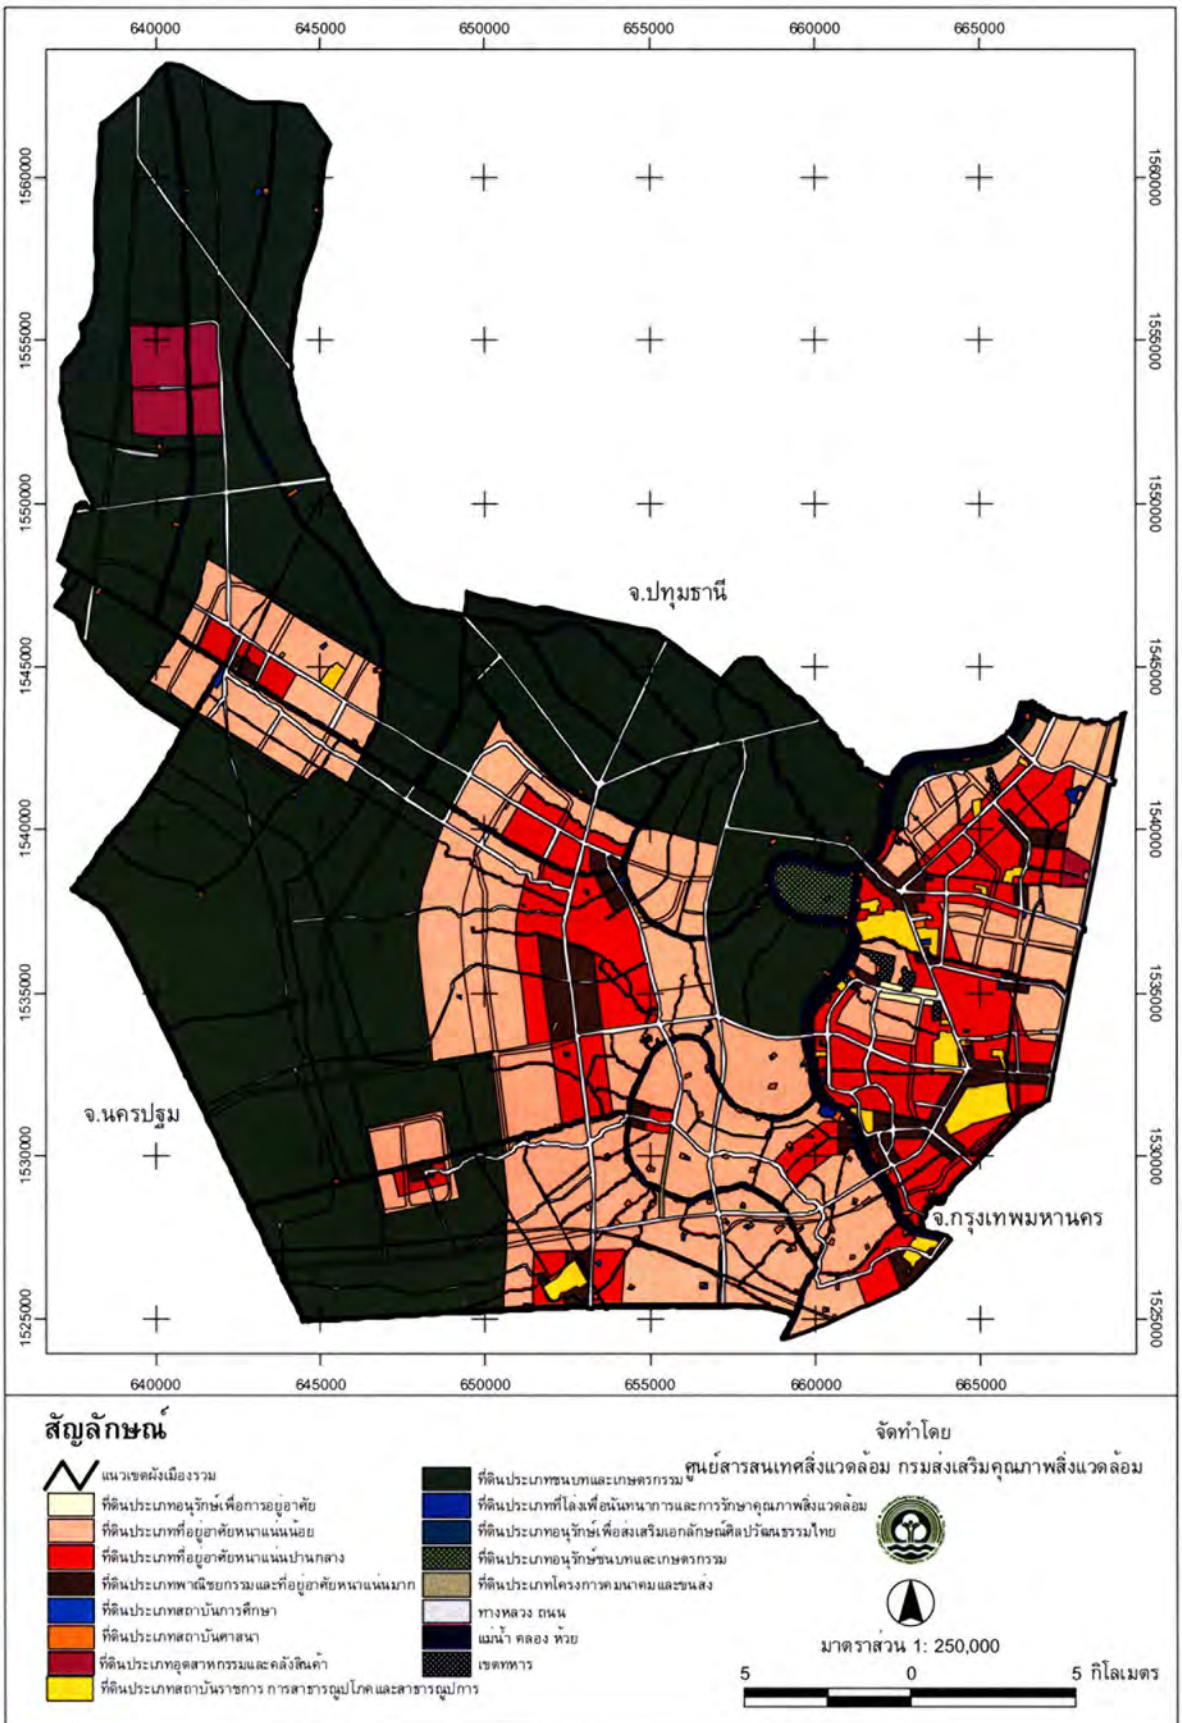 640000 645000 650000 655000 660000 665000
1560000 1560000
1555000 1555000
1550000 1550000
จ.ปทุมธานี
1545000 1545000
1540000 1540000
1535000 1535000
จ.นครปฐม
1530000 1530000
จ.กรุงเทพมหานคร
1525000 1525000
640000 645000 650000 655000 660000 665000
สัญลักษณ์
แนวเขตผังเมืองรวม
ที่ดินประเภทอนุรักษ์เพื่อการอยู่อาศัย
ที่ดินประเภทที่อยู่อาศัยหนาแน่นน้อย
ที่ดินประเภทที่อยู่อาศัยหนาแน่นปานกลาง
ที่ดินประเภทพาณิชยกรรมและที่อยู่อาศัยหนาแน่นมาก
ที่ดินประเภทสถาบันการศึกษา
ที่ดินประเภทสถาบันศาสนา
ที่ดินประเภทอุตสาหกรรมและคลังสินค้า
ที่ดินประเภทสถาบันราชการ การสาธารณูปโภคและสาธารณูปการ
ที่ดินประเภทชนบทและเกษตรกรรม
ที่ดินประเภทที่โล่งเพื่อนันทนาการและการรักษาคุณภาพสิ่งแวดล้อม
ที่ดินประเภทอนุรักษ์เพื่อส่งเสริมเอกลักษณ์ศิลปวัฒนธรรมไทย
ที่ดินประเภทอนุรักษ์ชนบทและเกษตรกรรม
ที่ดินประเภทโครงการคมนาคมและขนส่ง
ทางหลวง ถนน
แม่น้ำ คลอง ห้วย
เขตทหาร
จัดทำโดย
ศูนย์สารสนเทศสิ่งแวดล้อม กรมส่งเสริมคุณภาพสิ่งแวดล้อม
มาตราส่วน 1: 250,000
5 0 5 กิโลเมตร